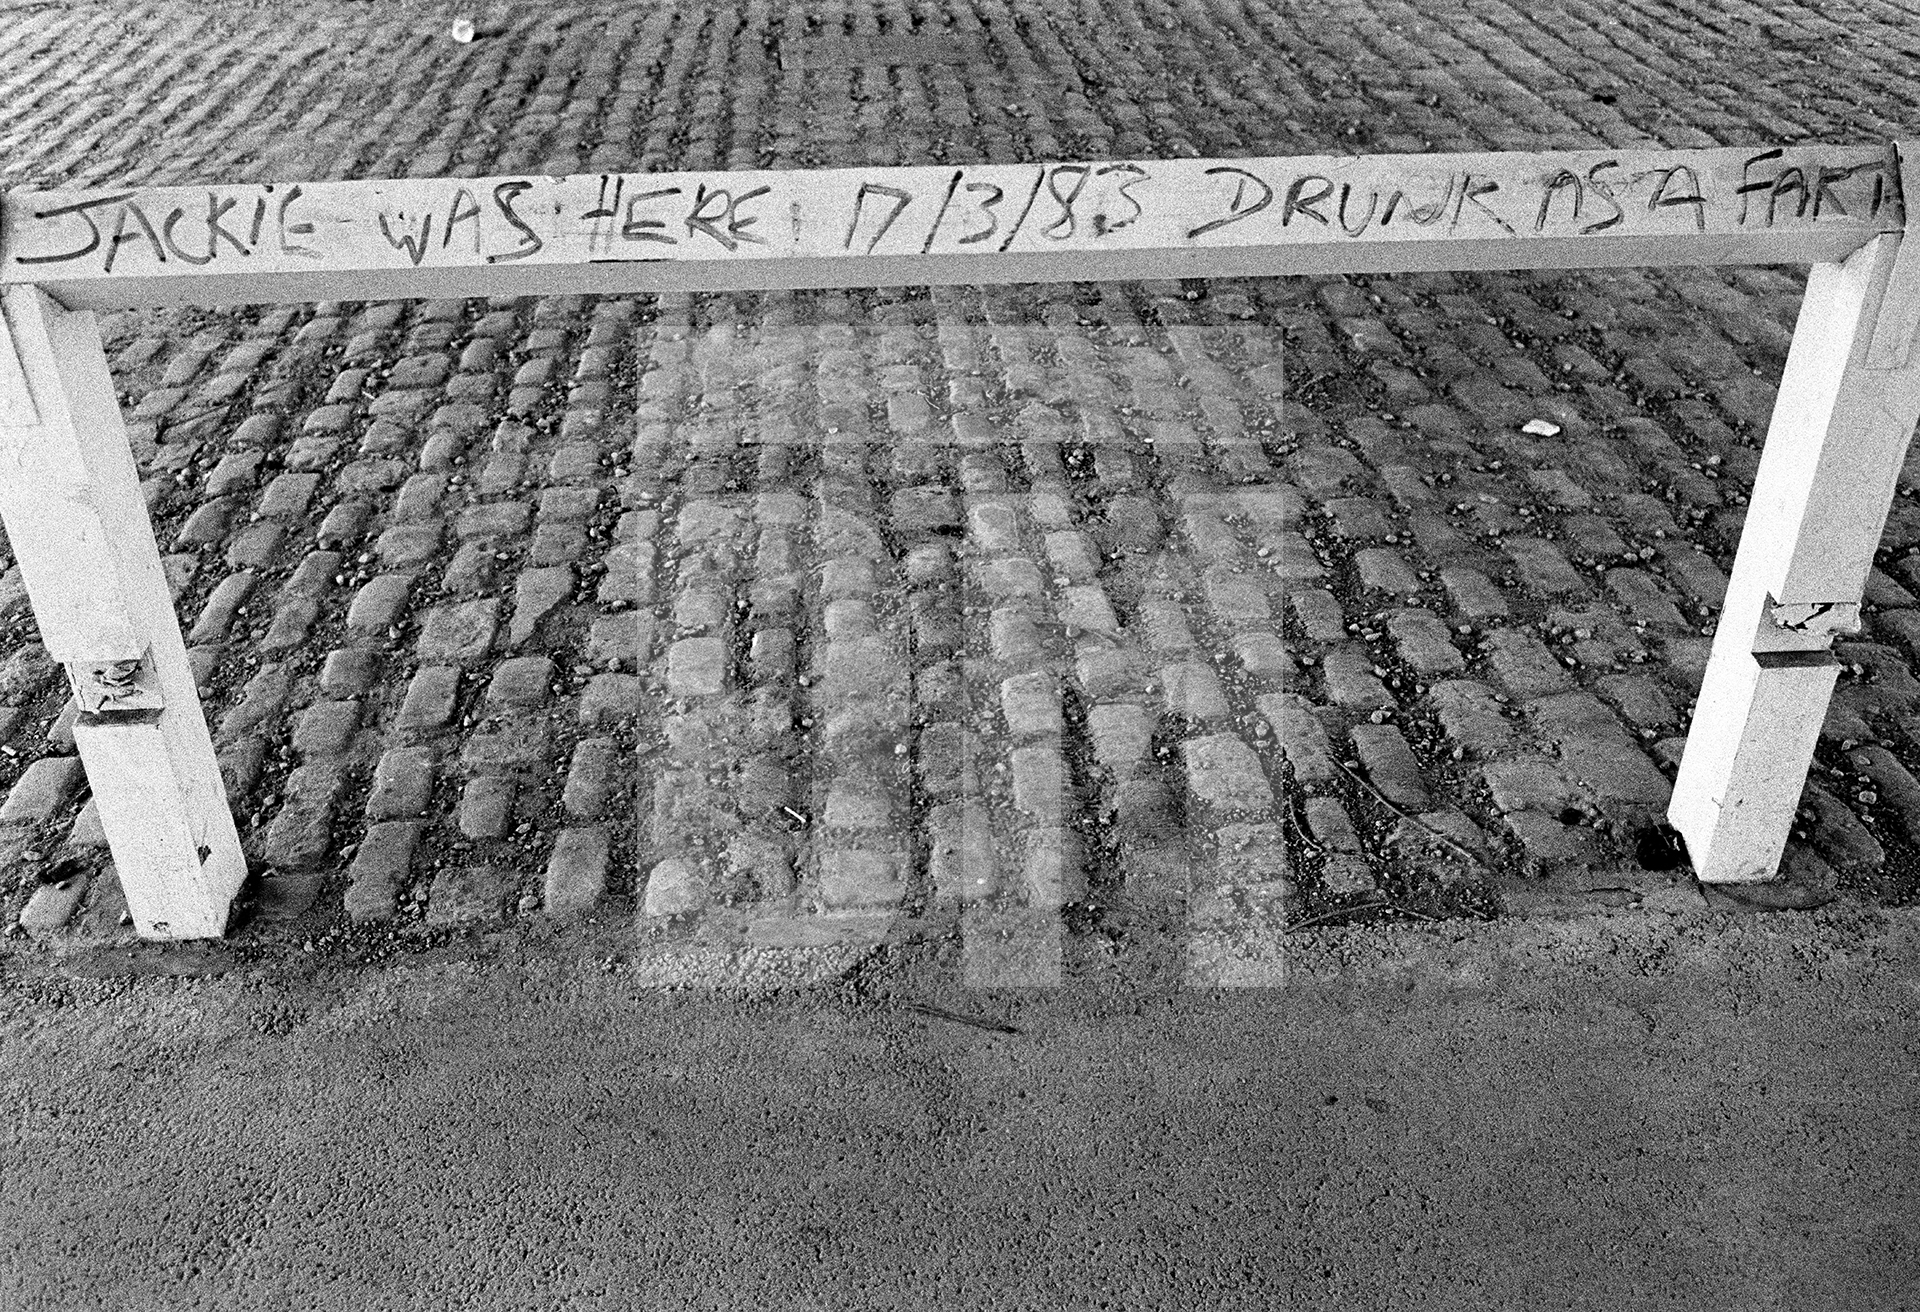 JACKIE WAS HERE 17/3/83 DRUNK AS A FART